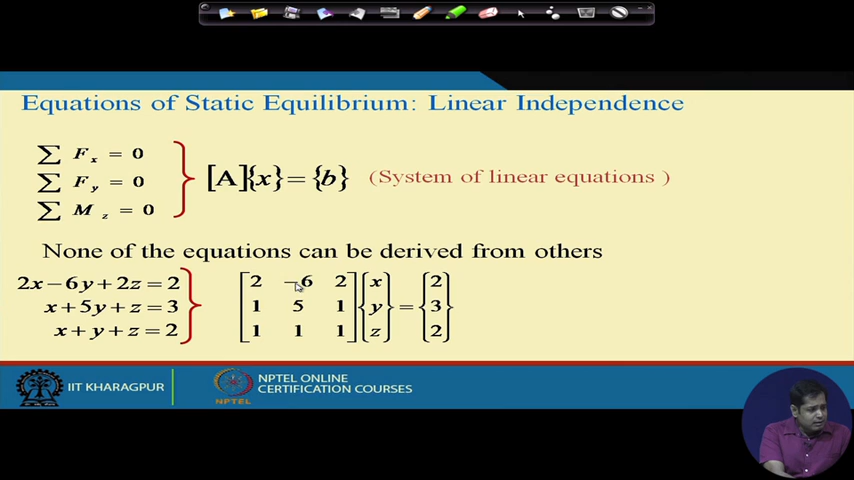 Equations of Static Equilibrium: Linear Independence
∑ Fx = 0
∑ Fy = 0
∑ Mz = 0
[A]{x}={b} (System of linear equations )
None of the equations can be derived from others
2x−6y+2z=2
x+5y+z=3
x+y+z=2
[2 −6 2] {x} = {2}
[1 5 1] {y} = {3}
[1 1 1] {z} = {2}
IIT KHARAGPUR
NPTEL
NPTEL ONLINE
CERTIFICATION COURSES